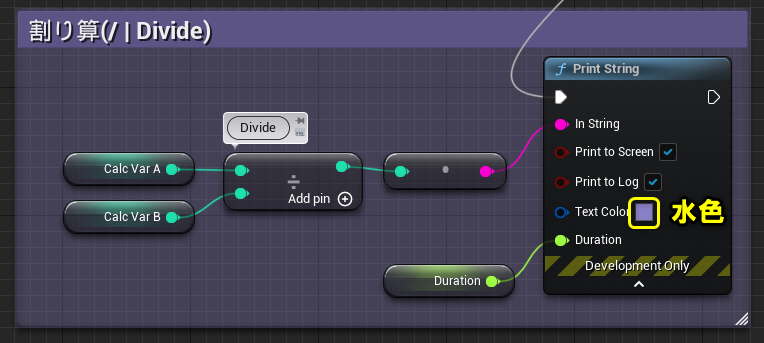 割り算(/ | Divide)
f Print String
Divide
In String
Calc Var A
Print to Screen
÷
Add pin
Print to Log
Calc Var B
Text Color
水色
Duration
Duration
Development Only